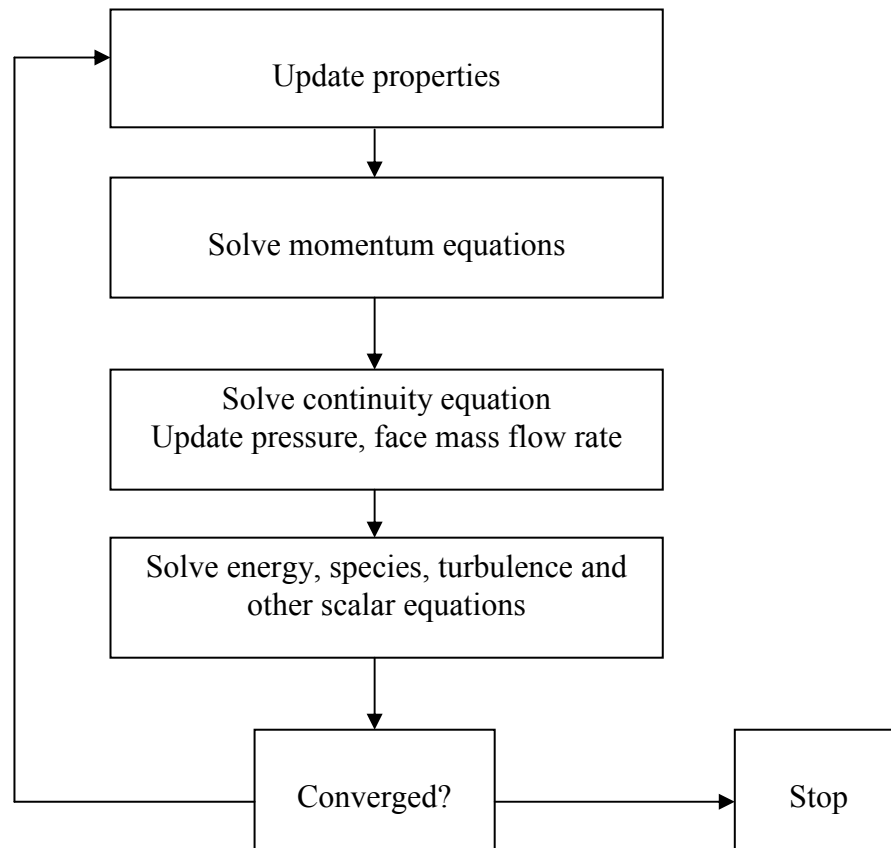 Update properties
Solve momentum equations
Solve continuity equation
Update pressure, face mass flow rate
Solve energy, species, turbulence and
other scalar equations
Converged?
Stop